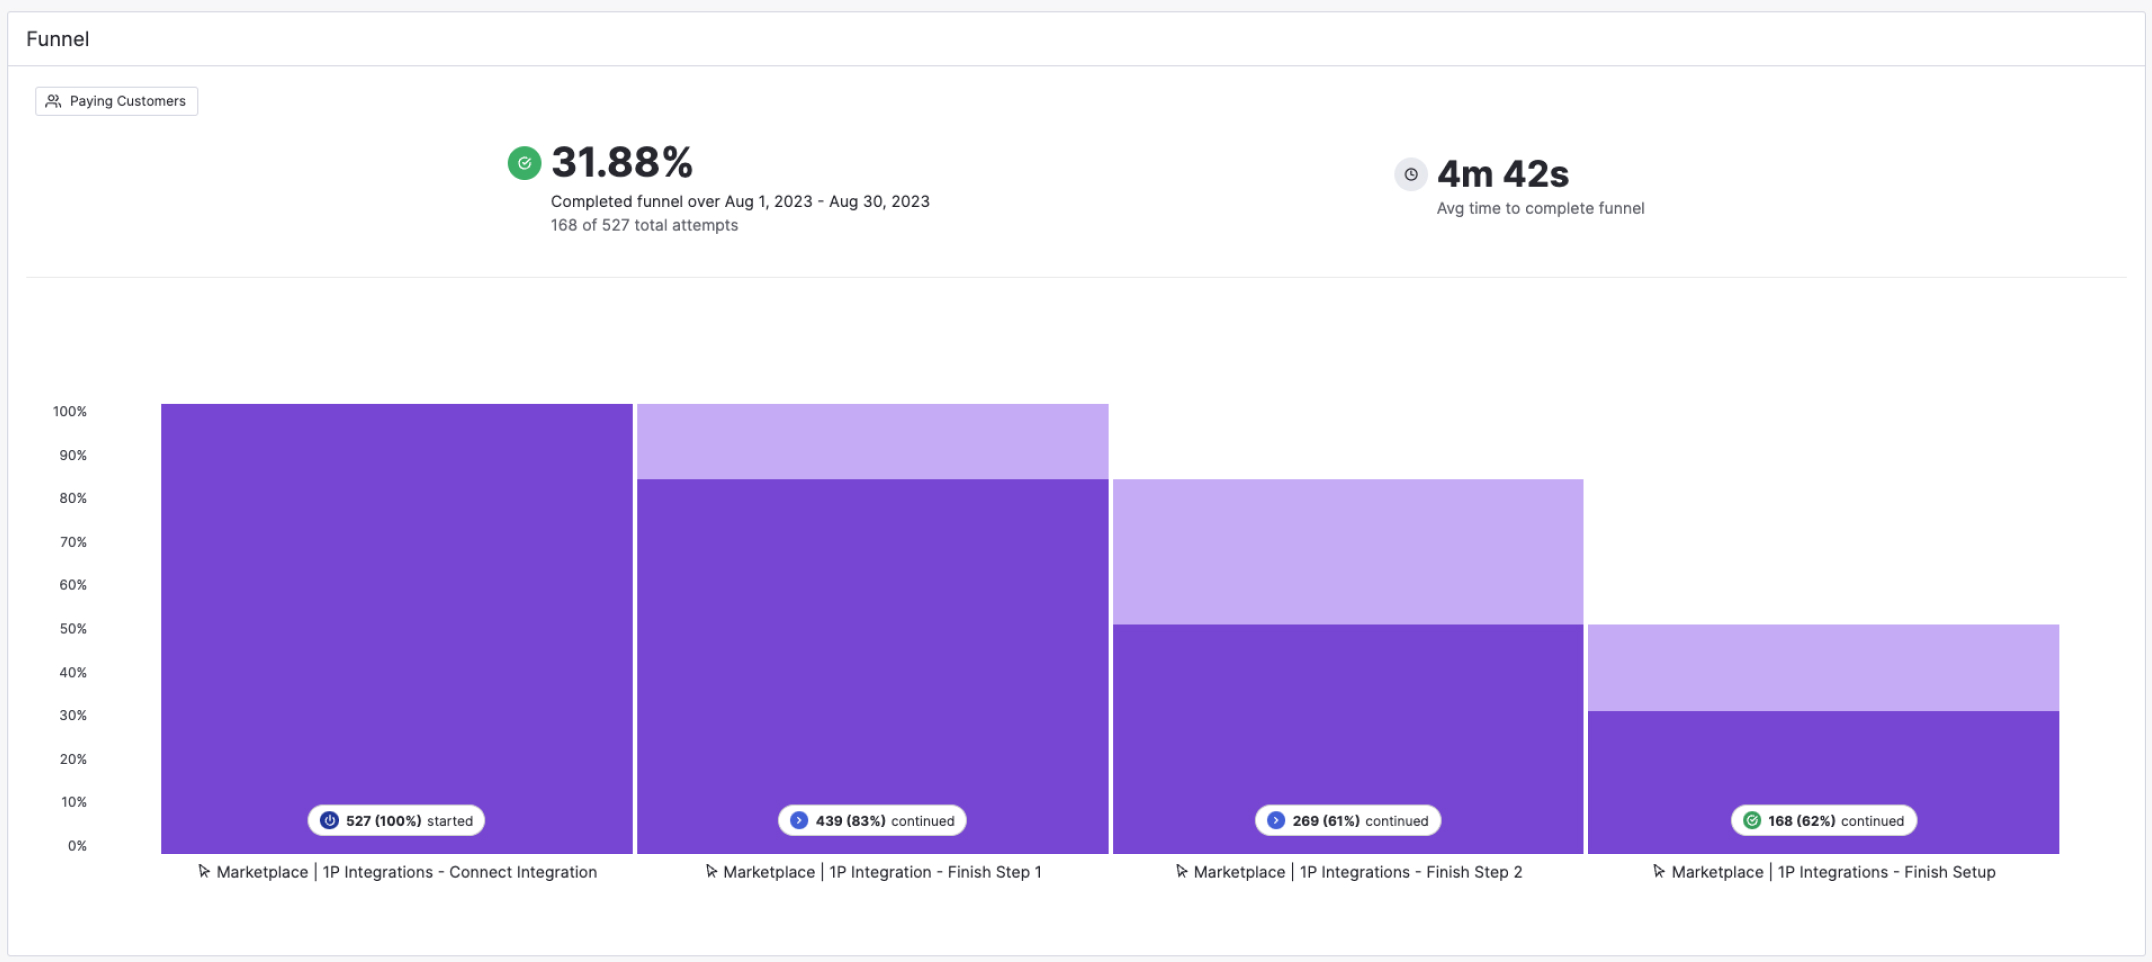 Funnel
Paying Customers
31.88%
Completed funnel over Aug 1, 2023 - Aug 30, 2023
168 of 527 total attempts
4m 42s
Avg time to complete funnel
100%
90%
80%
70%
60%
50%
40%
30%
20%
10%
0%
527 (100%) started
439 (83%) continued
269 (61%) continued
168 (62%) continued
Marketplace | 1P Integrations - Connect Integration
Marketplace | 1P Integration - Finish Step 1
Marketplace | 1P Integrations - Finish Step 2
Marketplace | 1P Integrations - Finish Setup